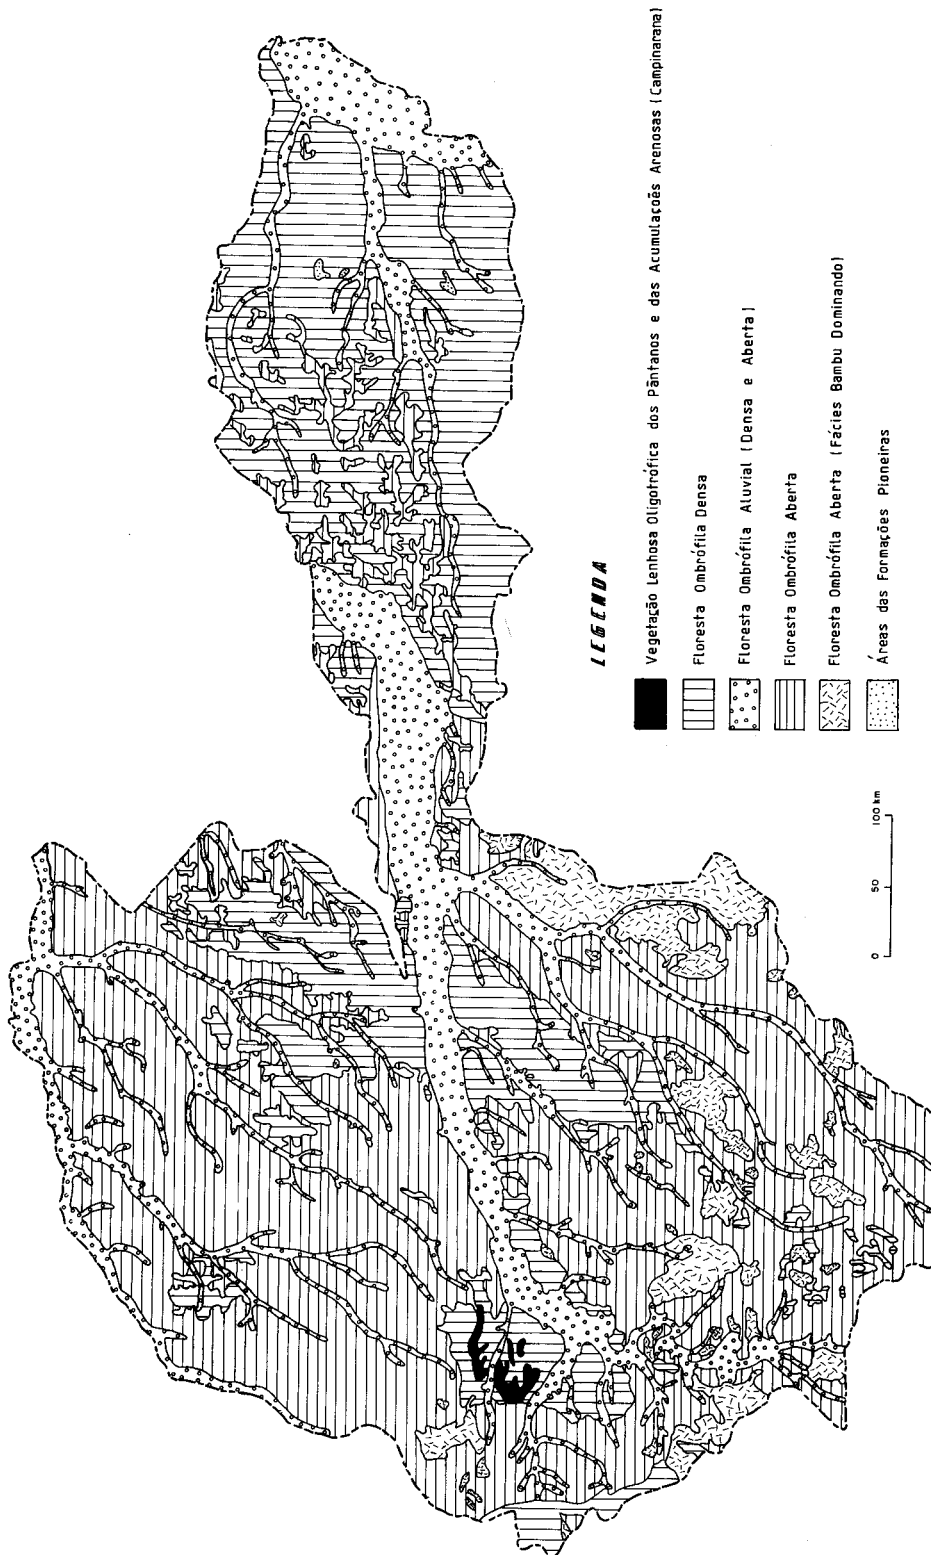 LEGENDA
Vegetação Lenhosa Oligotrófica dos Pântanos e das Acumulaçoẽs Arenosas (Campinarana)
Floresta Ombrófila Densa
Floresta Ombrófila Aluvial (Densa e Aberta)
Floresta Ombrófila Aberta
Floresta Ombrófila Aberta (Fácies Bambu Dominando)
Áreas das Formações Pioneiras
0 50 100 km